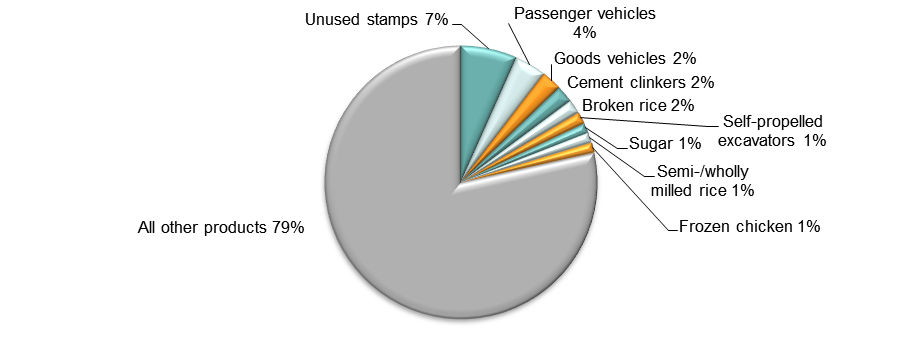 Unused stamps 7%
Passenger vehicles
4%
Goods vehicles 2%
Cement clinkers 2%
Broken rice 2%
Self-propelled
excavators 1%
Sugar 1%
Semi-/wholly
milled rice 1%
Frozen chicken 1%
All other products 79%